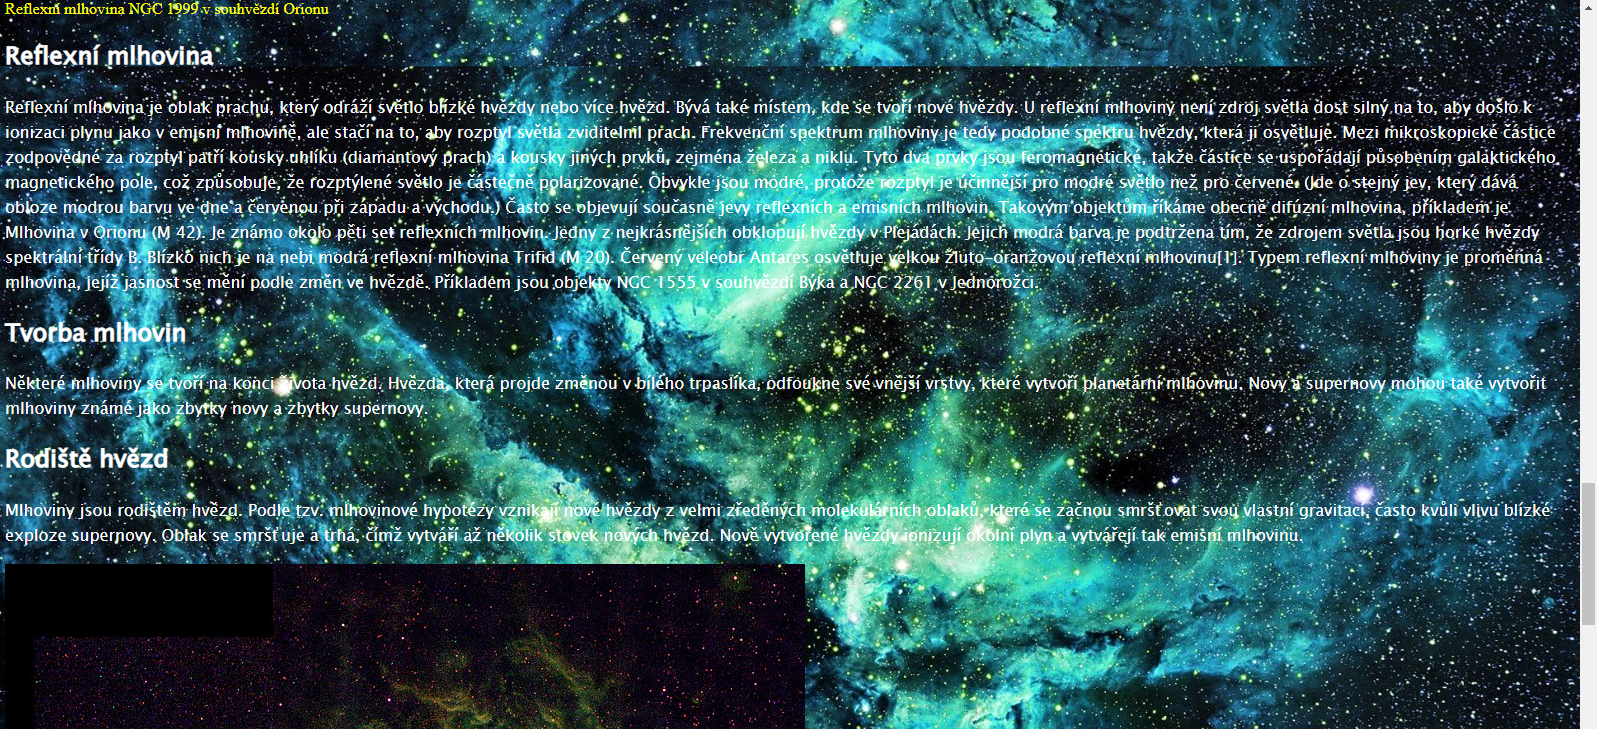 Reflexní mlhovina NGC 1999 v souhvězdí Orionu
Reflexní mlhovina
Reflexní mlhovina je oblak prachu, který odráží světlo blízké hvězdy nebo více hvězd. Bývá také místem, kde se tvoří nové hvězdy. U reflexní mlhoviny není zdroj světla dost silný na to, aby došlo k
ionizaci plynu jako v emisní mlhovině, ale stačí na to, aby rozptyl světla zviditelnil prach. Frekvenční spektrum mlhoviny je tedy podobné spektru hvězdy, která ji osvětluje. Mezi mikroskopické částice
zodpovědné za rozptyl patří kousky uhlíku (diamantový prach) a kousky jiných prvků, zejména železa a niklu. Tyto dva prvky jsou feromagnetické, takže částice se uspořádají působením galaktického
magnetického pole, což způsobuje, že rozptýlené světlo je částečně polarizované. Obvykle jsou modré, protože rozptyl je účinnější pro modré světlo než pro červené. (Jde o stejný jev, který dává
obloze modrou barvu ve dne a červenou při západu a východu.) Často se objevují současně jevy reflexních a emisních mlhovin. Takovým objektům říkáme obecně difúzní mlhovina, příkladem je
Mlhovina v Orionu (M 42). Je známo okolo pěti set reflexních mlhovin. Jedny z nejkrásnějších obklopují hvězdy v Plejádách. Jejich modrá barva je podtržena tím, že zdrojem světla jsou horké hvězdy
spektrální třídy B. Blízko nich je na nebi modrá reflexní mlhovina Trifid (M 20). Červený veleobr Antares osvětluje velkou žluto-oranžovou reflexní mlhovinu[1]. Typem reflexní mlhoviny je proměnná
mlhovina, jejíž jasnost se mění podle změn ve hvězdě. Příkladem jsou objekty NGC 1555 v souhvězdí Býka a NGC 2261 v Jednorožci.
Tvorba mlhovin
Některé mlhoviny se tvoří na konci života hvězd. Hvězda, která projde změnou v bílého trpaslíka, odfoukne své vnější vrstvy, které vytvoří planetární mlhovinu. Novy a supernovy mohou také vytvořit
mlhoviny známé jako zbytky novy a zbytky supernovy.
Rodiště hvězd
Mlhoviny jsou rodištěm hvězd. Podle tzv. mlhovinové hypotézy vznikají nové hvězdy z velmi zředěných molekulárních oblaků, které se začnou smršťovat svou vlastní gravitací, často kvůli vlivu blízké
exploze supernovy. Oblak se smršťuje a trhá, čímž vytváří až několik stovek nových hvězd. Nově vytvořené hvězdy ionizují okolní plyn a vytvářejí tak emišní mlhovinu.